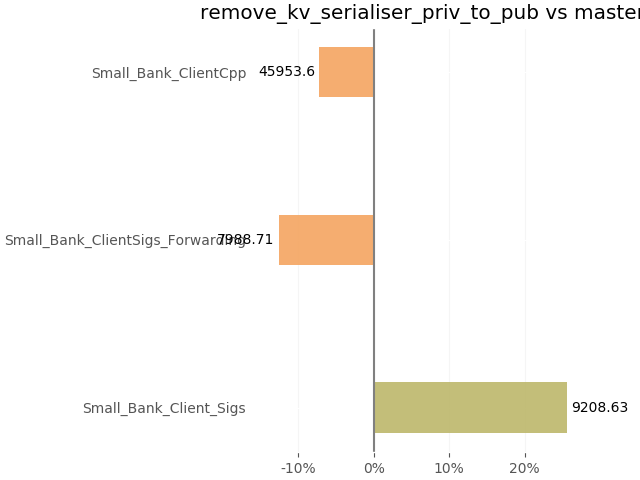 remove_kv_serialiser_priv_to_pub vs master
Small_Bank_ClientCpp 45953.6
Small_Bank_ClientSigs_Forwarding 7988.71
Small_Bank_Client_Sigs 9208.63
-10% 0% 10% 20%